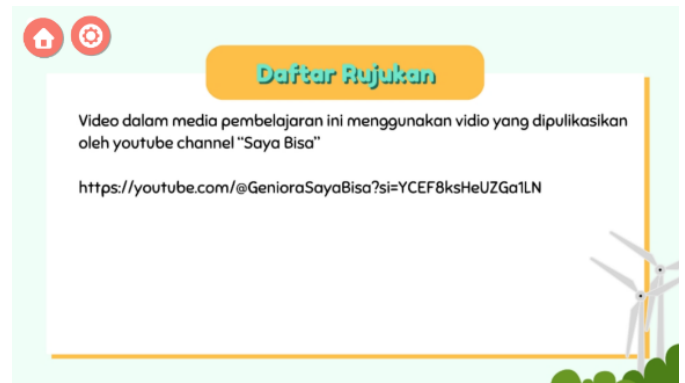 Daftar Rujukan
Video dalam media pembelajaran ini menggunakan vidio yang dipulikasikan
oleh youtube channel “Saya Bisa”
https://youtube.com/@GenioraSayaBisa?si=YCEF8ksHeUZGa1LN